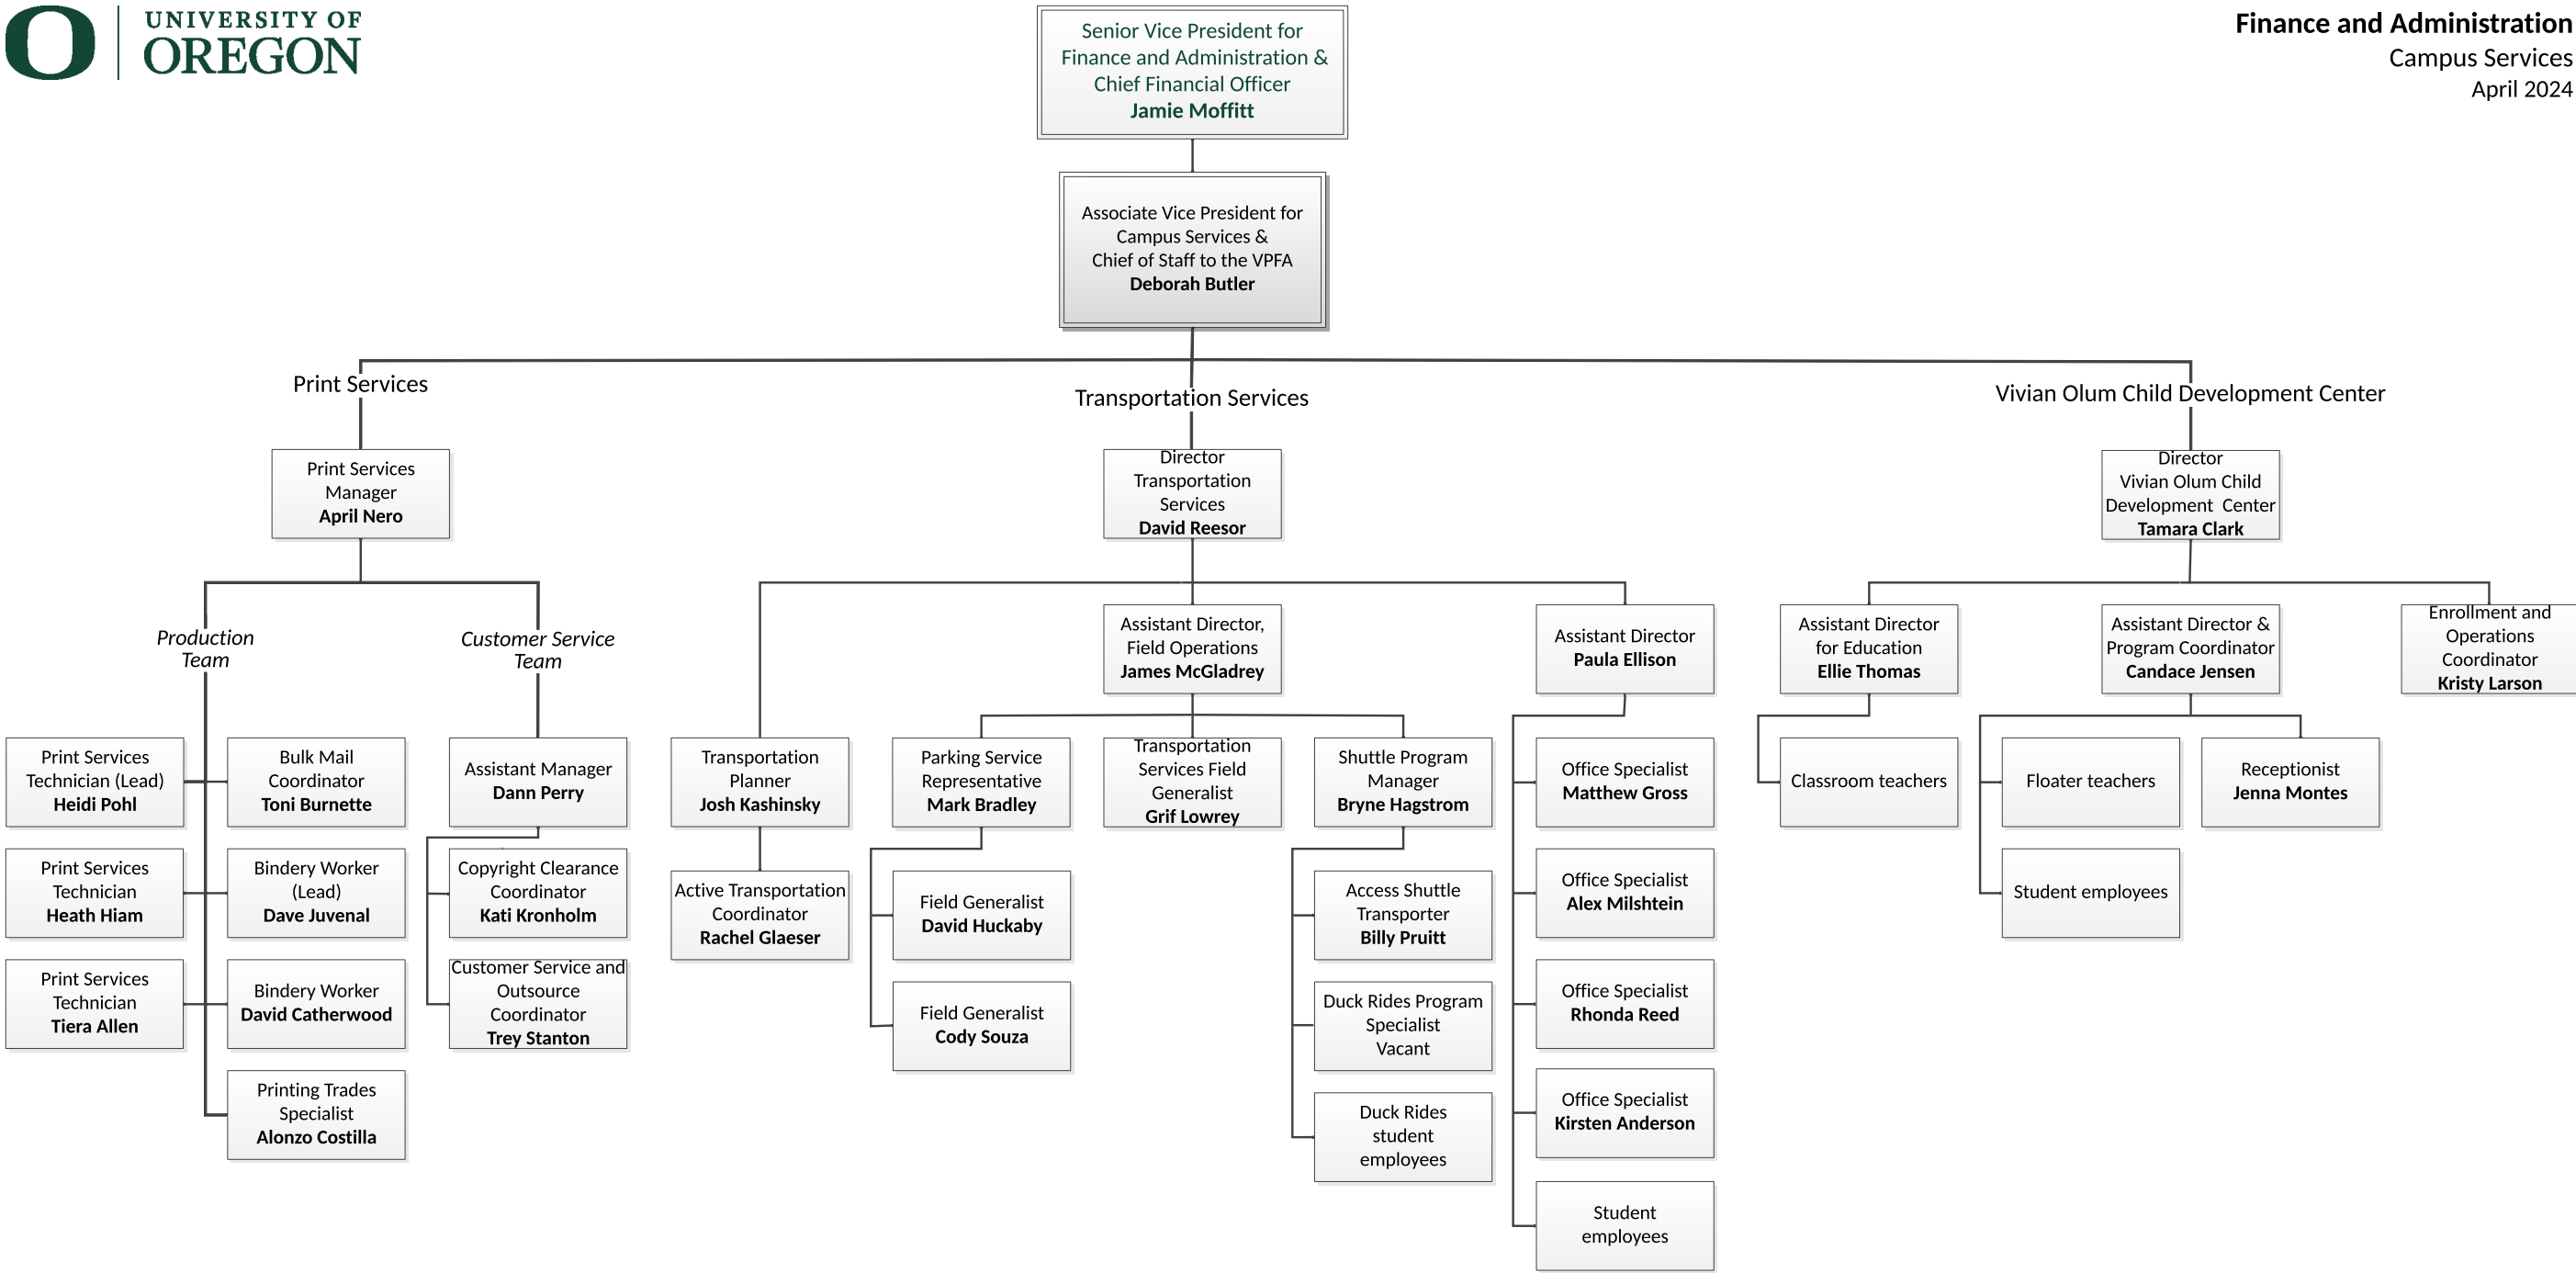 UNIVERSITY OF
OREGON
Finance and Administration
Campus Services
April 2024
Senior Vice President for
Finance and Administration &
Chief Financial Officer
Jamie Moffitt
Associate Vice President for
Campus Services &
Chief of Staff to the VPFA
Deborah Butler
Print Services
Transportation Services
Vivian Olum Child Development Center
Print Services
Manager
April Nero
Director
Transportation
Services
David Reesor
Director
Vivian Olum Child
Development Center
Tamara Clark
Production
Team
Customer Service
Team
Assistant Director,
Field Operations
James McGladrey
Assistant Director
Paula Ellison
Assistant Director
for Education
Ellie Thomas
Assistant Director &
Program Coordinator
Candace Jensen
Enrollment and
Operations
Coordinator
Kristy Larson
Print Services
Technician (Lead)
Heidi Pohl
Bulk Mail
Coordinator
Toni Burnette
Assistant Manager
Dann Perry
Transportation
Planner
Josh Kashinsky
Parking Service
Representative
Mark Bradley
Transportation
Services Field
Generalist
Grif Lowrey
Shuttle Program
Manager
Bryne Hagstrom
Office Specialist
Matthew Gross
Classroom teachers
Floater teachers
Receptionist
Jenna Montes
Print Services
Technician
Heath Hiam
Bindery Worker
(Lead)
Dave Juvenal
Copyright Clearance
Coordinator
Kati Kronholm
Active Transportation
Coordinator
Rachel Glaeser
Field Generalist
David Huckaby
Access Shuttle
Transporter
Billy Pruitt
Office Specialist
Alex Milshtein
Student employees
Print Services
Technician
Tiera Allen
Bindery Worker
David Catherwood
Customer Service and
Outsource
Coordinator
Trey Stanton
Field Generalist
Cody Souza
Duck Rides Program
Specialist
Vacant
Office Specialist
Rhonda Reed
Printing Trades
Specialist
Alonzo Costilla
Duck Rides
student
employees
Office Specialist
Kirsten Anderson
Student
employees